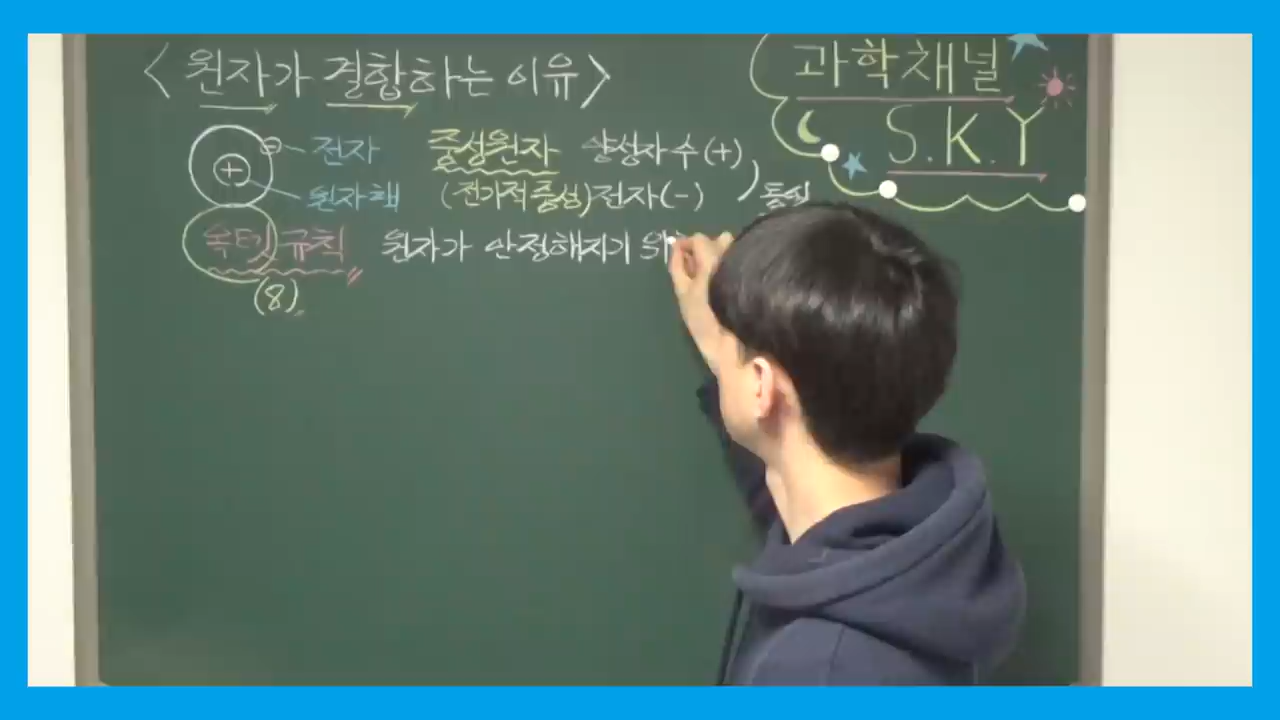 <원자가 결합하는 이유>
과학채널
S.K.Y
전자 중성원자 양성자 수(+)
원자핵 (전기적중성)전자(-) 동일
옥텟 규칙 원자가 안정해지기 위
(8)